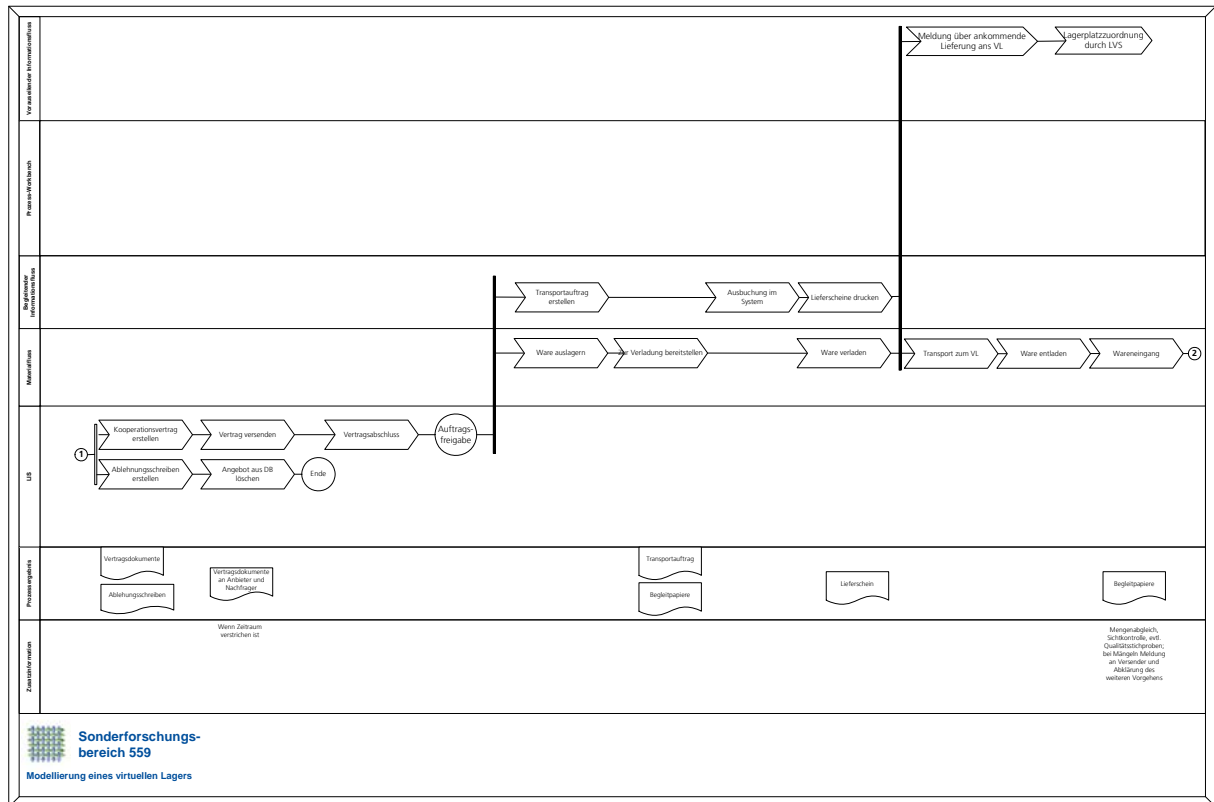 Vorauseilender Informationsfluss
Meldung über ankommende
Lieferung ans VL
Lagerplatzzuordnung
durch LVS
Prozess-Workbench
Begleitender
Informationsfluss
Transportauftrag
erstellen
Ausbuchung im
System
Lieferscheine drucken
Materialfluss
Ware auslagern
Zur Verladung bereitstellen
Ware verladen
Transport zum VL
Ware entladen
Wareneingang
2
LIS
1
Kooperationsvertrag
erstellen
Vertrag versenden
Vertragsabschluss
Auftrags-
freigabe
Ablehnungsschreiben
erstellen
Angebot aus DB
löschen
Ende
Prozessergebnis
Vertragsdokumente
Ablehungsschreiben
Vertragsdokumente
an Anbieter und
Nachfrager
Transportauftrag
Begleitpapiere
Lieferschein
Begleitpapiere
Zusatzinformation
Wenn Zeitraum
verstrichen ist
Mengenabgleich,
Sichtkontrolle, evtl.
Qualitätsstichproben;
bei Mängeln Meldung
an Versender und
Abklärung des
weiteren Vorgehens
Sonderforschungs-
bereich 559
Modellierung eines virtuellen Lagers